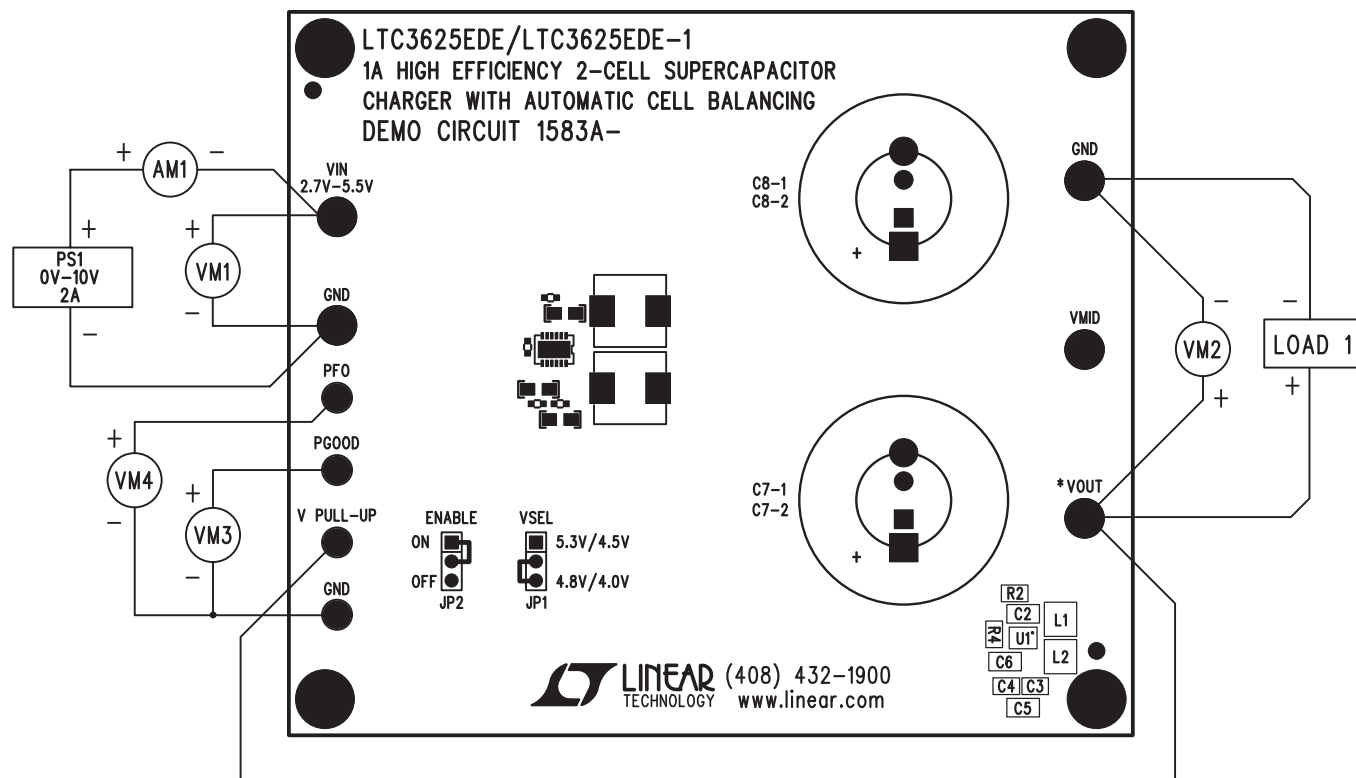 LTC3625EDE/LTC3625EDE-1
1A HIGH EFFICIENCY 2-CELL SUPERCAPACITOR
CHARGER WITH AUTOMATIC CELL BALANCING
DEMO CIRCUIT 1583A-
+
AM1
-
VIN
2.7V-5.5V
+
PS1
0V-10V
2A
-
+
VM1
-
GND
PFO
+
VM4
-
PGOOD
+
VM3
-
V PULL-UP
GND
ENABLE
ON
OFF
JP2
VSEL
5.3V/4.5V
4.8V/4.0V
JP1
C8-1
C8-2
+
C7-1
C7-2
+
GND
VMID
*VOUT
-
VM2
+
-
LOAD 1
+
R2
C2
L1
R4
U1•
L2
C6
C4
C3
C5
LINEAR
TECHNOLOGY
(408) 432-1900
www.linear.com